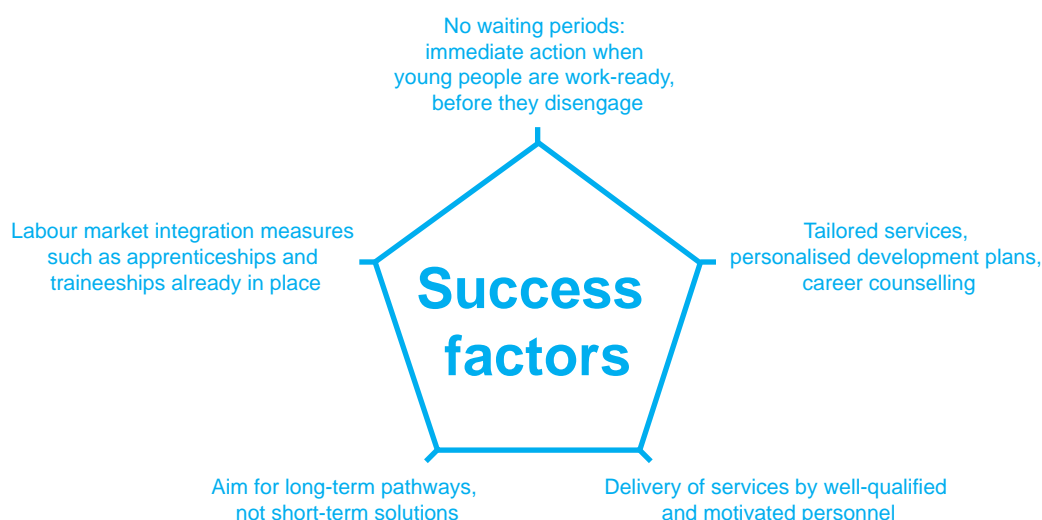 No waiting periods:
immediate action when
young people are work-ready,
before they disengage
Labour market integration measures
such as apprenticeships and
traineeships already in place
Tailored services,
personalised development plans,
career counselling
Success
factors
Aim for long-term pathways,
not short-term solutions
Delivery of services by well-qualified
and motivated personnel